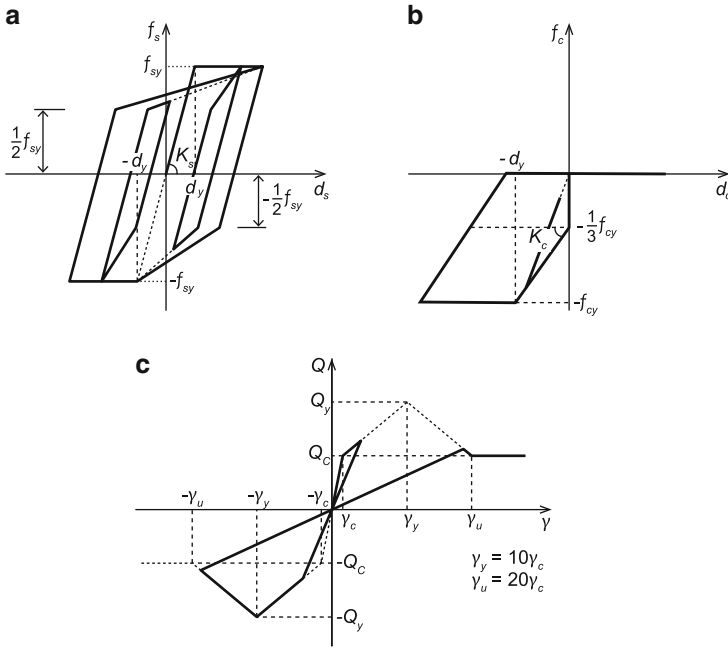 a
f_s
f_sy
1/2 f_sy
-d_y
K_s
d_y
d_s
-1/2 f_sy
-f_sy
b
f_c
-d_y
K_c
-1/3 f_cy
-f_cy
c
Q
Q_y
Q_C
-γ_u
-γ_y
-γ_c
γ_c
γ_y
γ_u
γ
-Q_C
-Q_y
γ_y = 10γ_c
γ_u = 20γ_c